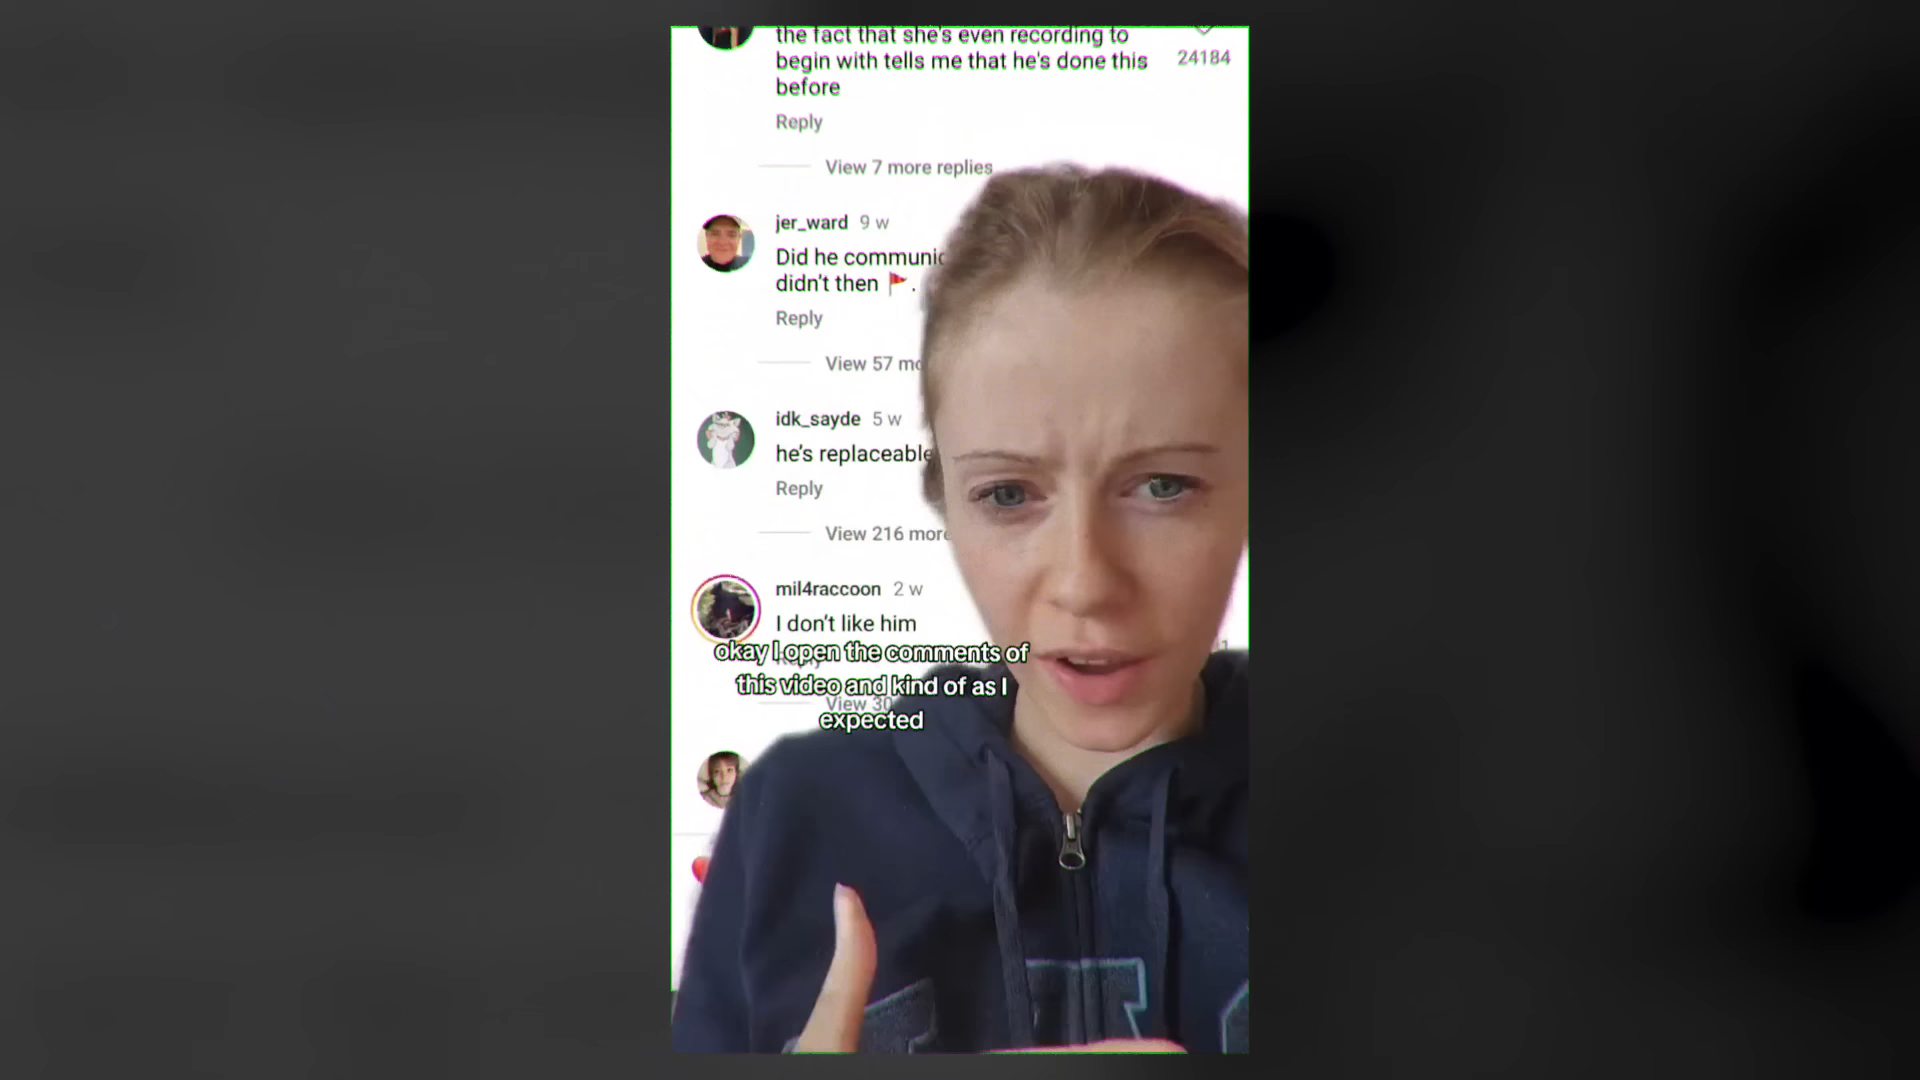 the fact that she's even recording to
begin with tells me that he's done this
before
24184
Reply
View 7 more replies
jer_ward 9 w
Did he communic
didn't then 🚩.
Reply
View 57 mo
idk_sayde 5 w
he's replaceable
Reply
View 216 more
mil4raccoon 2 w
I don't like him
okay I open the comments of
this video and kind of as I
expected
View 30